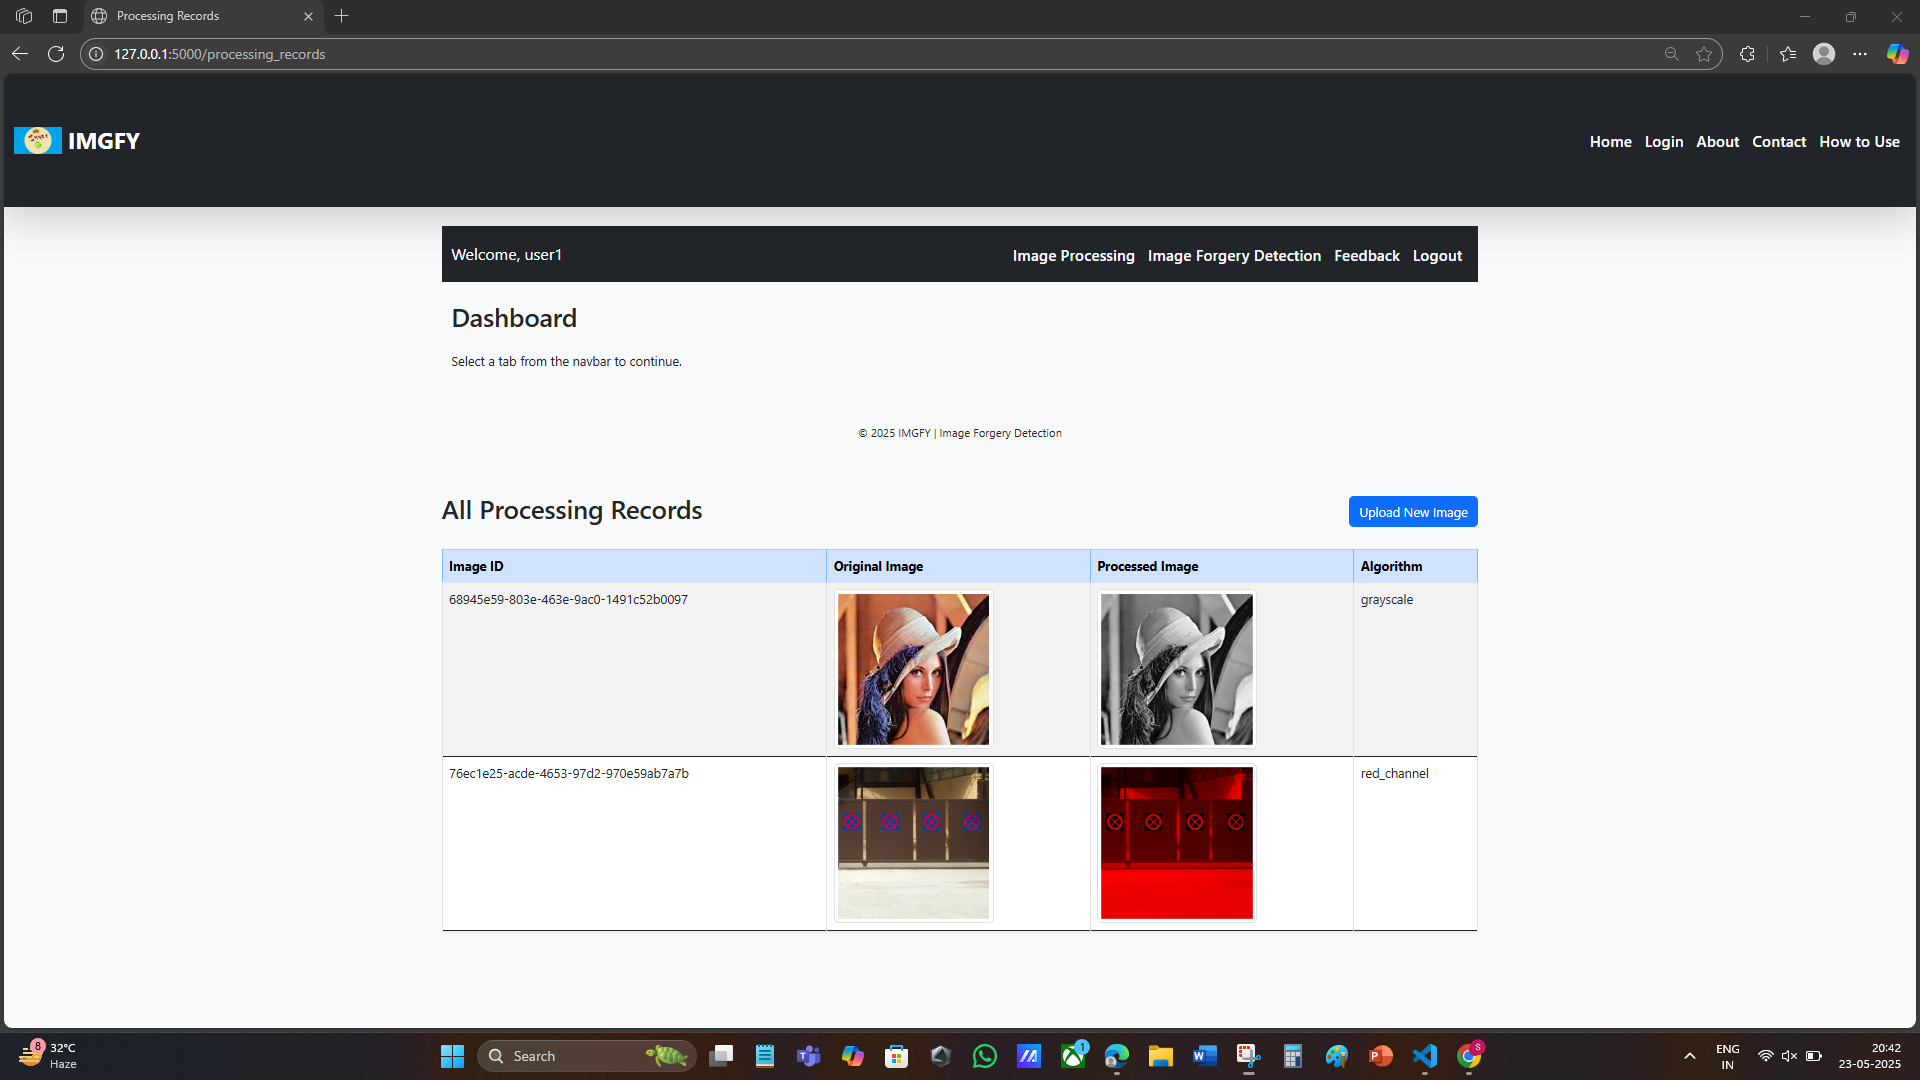 Processing Records
127.0.0.1:5000/processing_records
IMGFY
Home Login About Contact How to Use
Welcome, user1
Image Processing Image Forgery Detection Feedback Logout
Dashboard
Select a tab from the navbar to continue.
© 2025 IMGFY | Image Forgery Detection
All Processing Records
Upload New Image
Image ID Original Image Processed Image Algorithm
68945e59-803e-463e-9ac0-1491c52b0097 grayscale
76ec1e25-acde-4653-97d2-970e59ab7a7b red_channel
8
32°C
Haze
Search
1
S
ENG
IN
20:42
23-05-2025